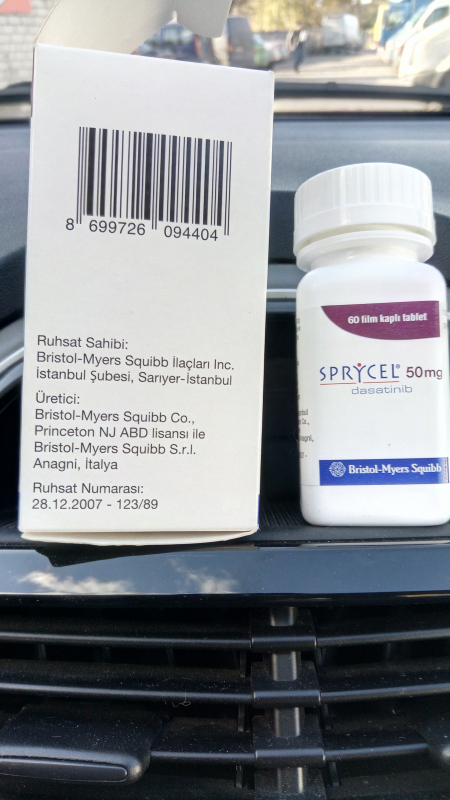 8 699726 094404
Ruhsat Sahibi:
Bristol-Myers Squibb İlaçları Inc.
İstanbul Şubesi, Sarıyer-İstanbul
Üretici:
Bristol-Myers Squibb Co.,
Princeton NJ ABD lisansı ile
Bristol-Myers Squibb S.r.l.
Anagni, İtalya
Ruhsat Numarası:
28.12.2007 - 123/89
60 film kaplı tablet
SPRYCEL® 50 mg
dasatinib
Bristol-Myers Squibb